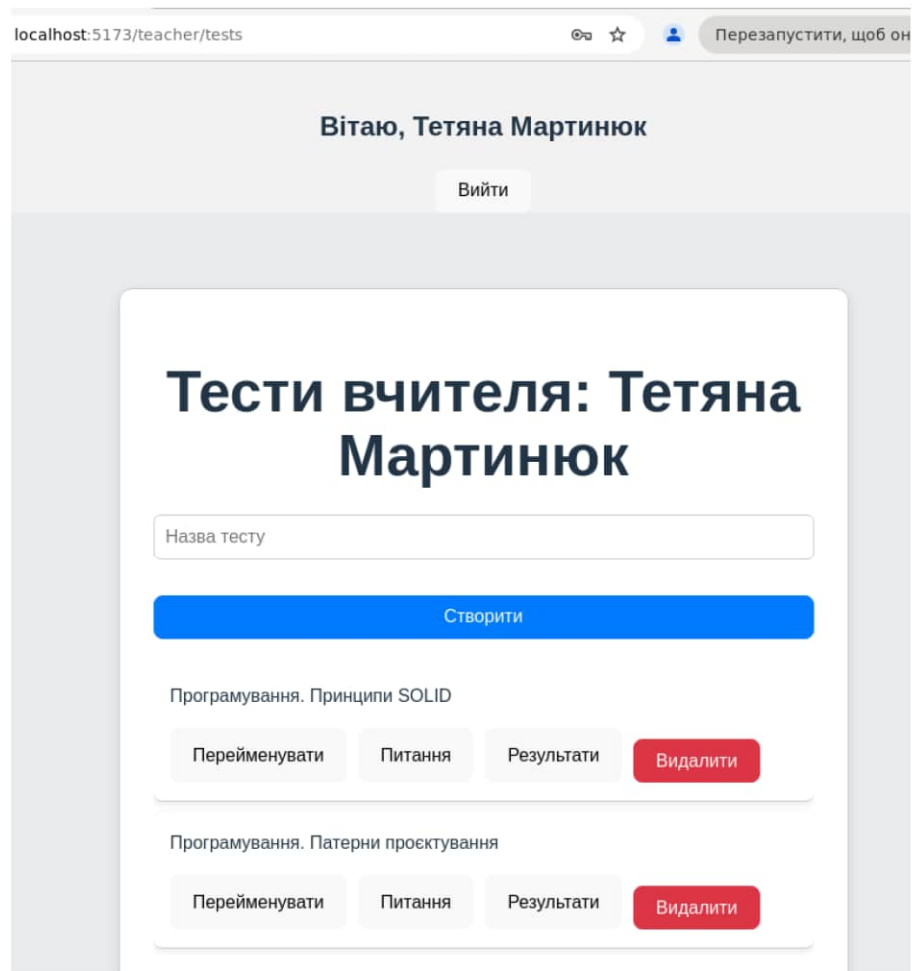 localhost:5173/teacher/tests
Перезапустити, щоб он
Вітаю, Тетяна Мартинюк
Вийти
Тести вчителя: Тетяна
Мартинюк
Назва тесту
Створити
Програмування. Принципи SOLID
Перейменувати Питання Результати Видалити
Програмування. Патерни проєктування
Перейменувати Питання Результати Видалити